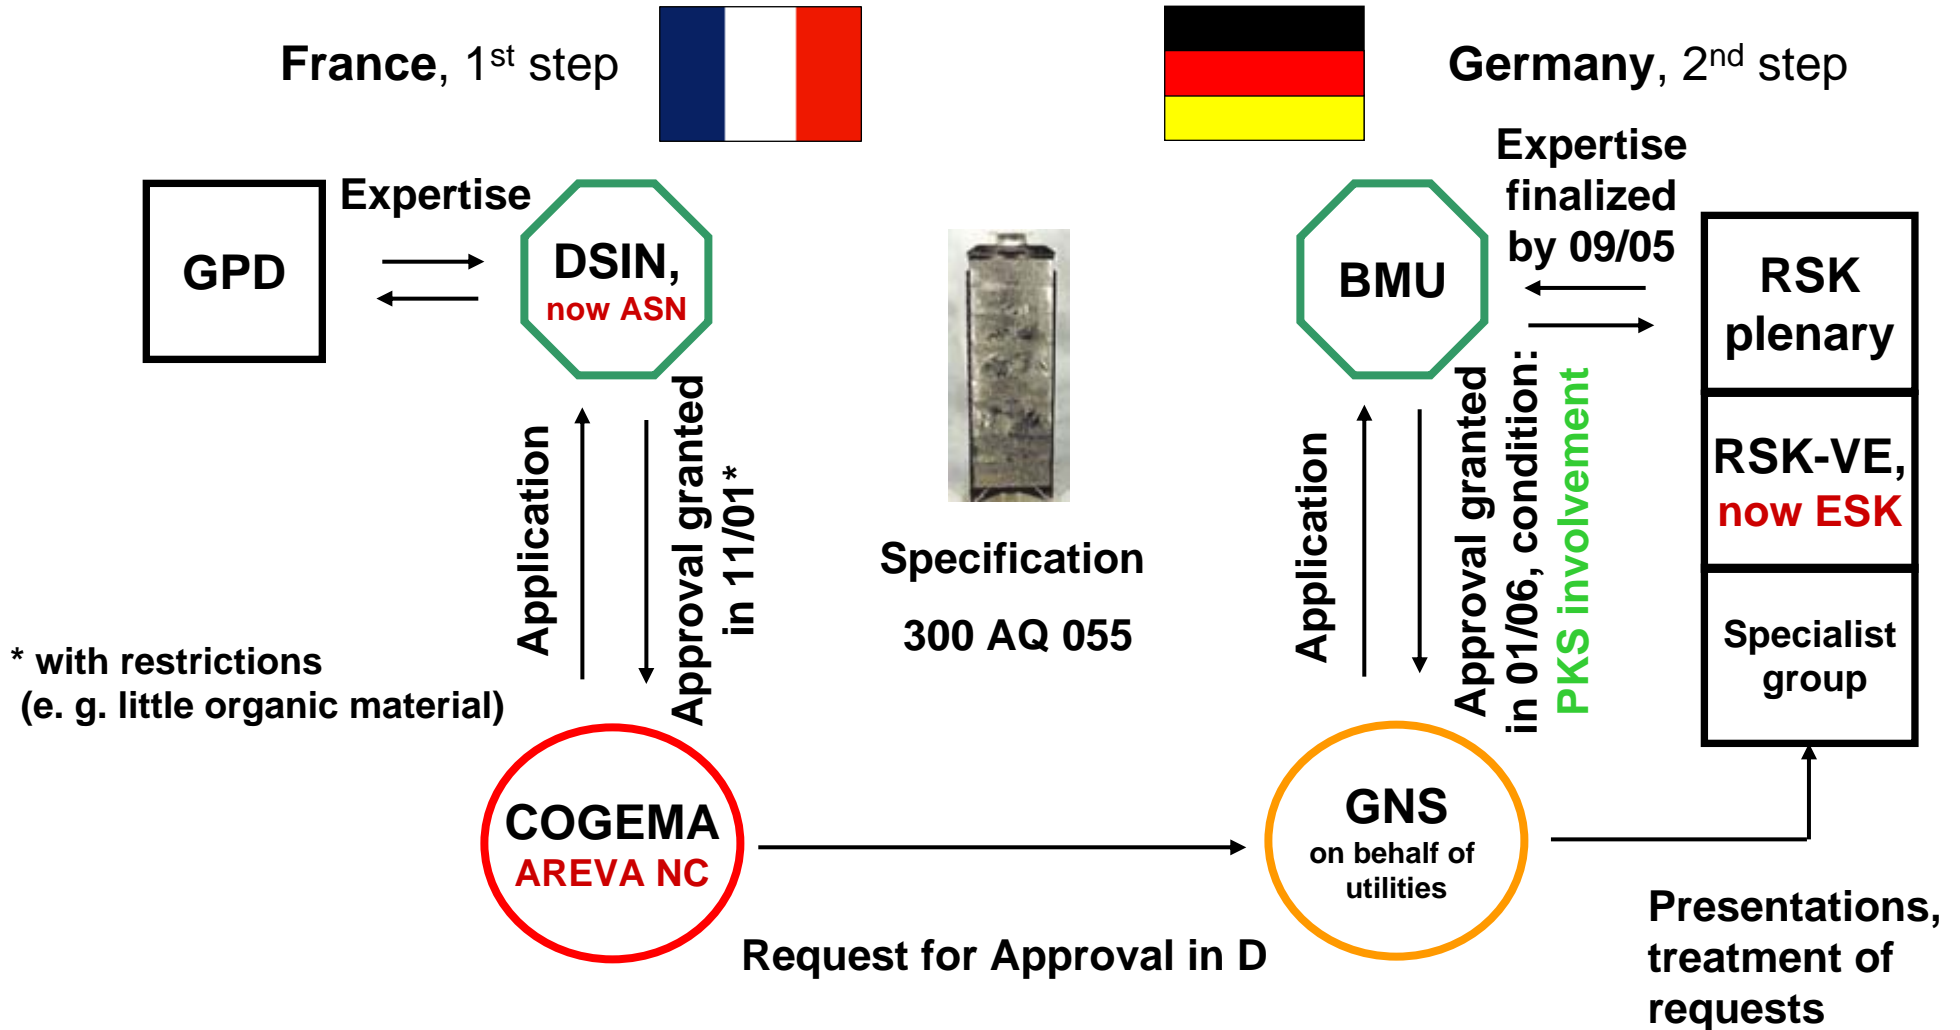 France, 1st step
Germany, 2nd step
GPD
Expertise
DSIN,
now ASN
Application
Approval granted
in 11/01*
* with restrictions
(e. g. little organic material)
COGEMA
AREVA NC
Specification
300 AQ 055
Request for Approval in D
BMU
Expertise
finalized
by 09/05
Application
Approval granted
in 01/06, condition:
PKS involvement
RSK
plenary
RSK-VE,
now ESK
Specialist
group
GNS
on behalf of
utilities
Presentations,
treatment of
requests